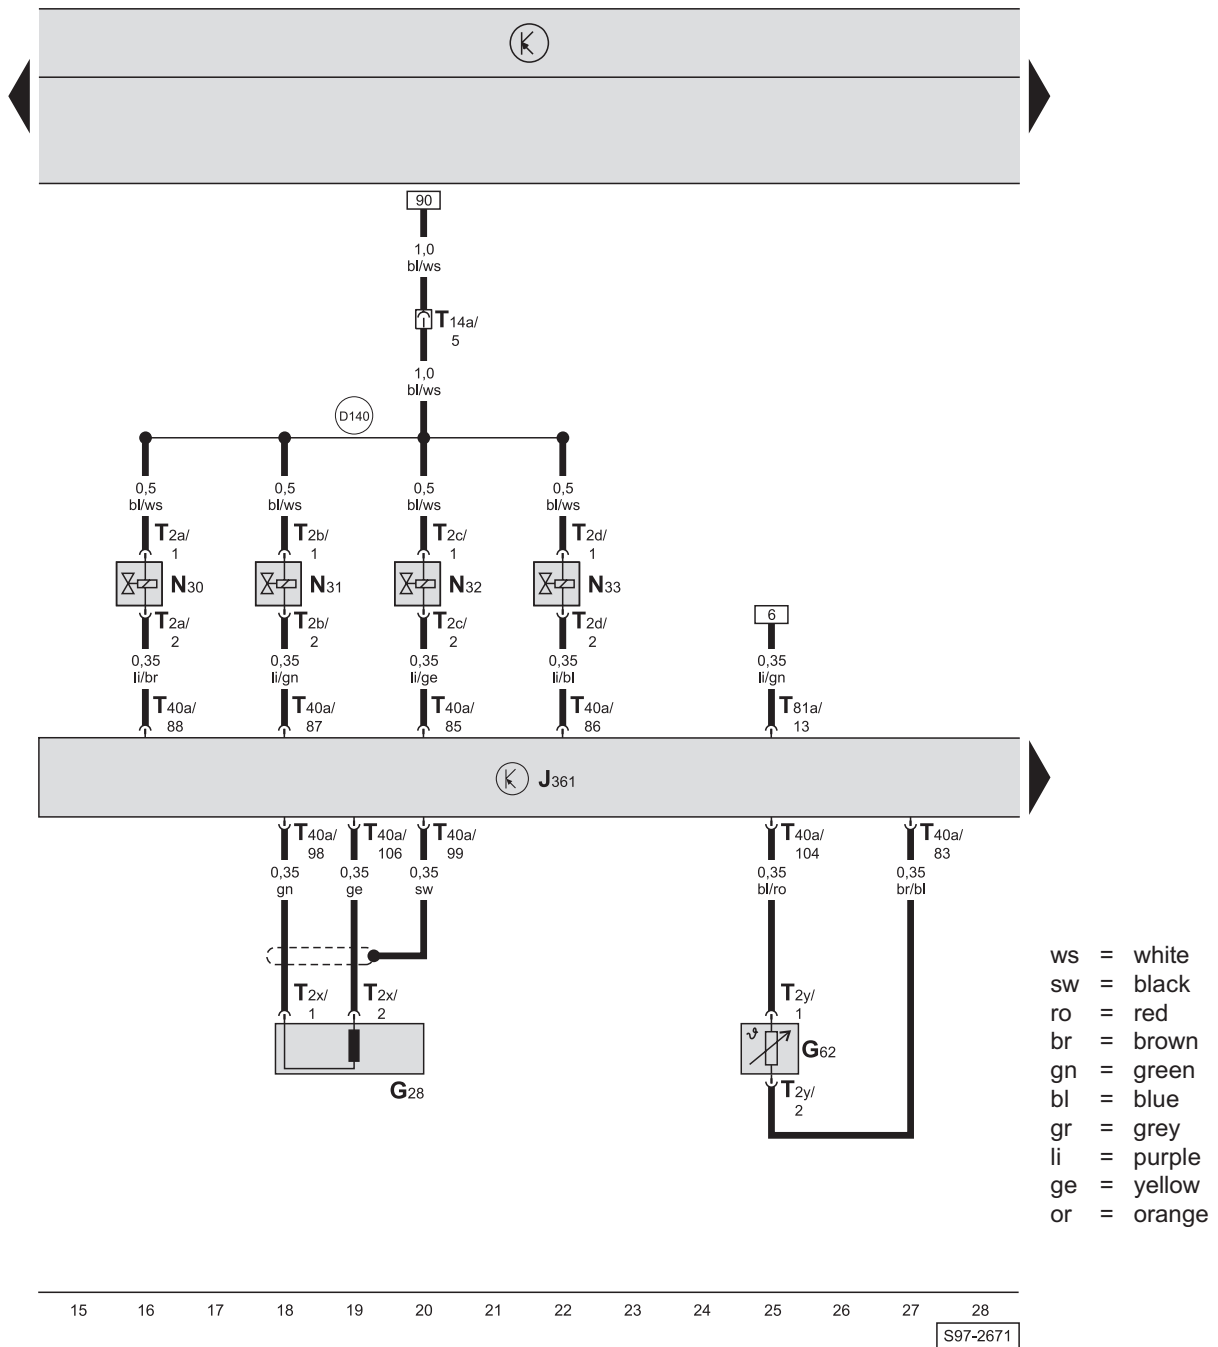 90
1,0
bl/ws
T14a/
5
1,0
bl/ws
D140
0,5 0,5 0,5 0,5
bl/ws bl/ws bl/ws bl/ws
T2a/ T2b/ T2c/ T2d/
1 1 1 1
N30 N31 N32 N33
T2a/ T2b/ T2c/ T2d/ 6
2 2 2 2
0,35 0,35 0,35 0,35 0,35
li/br li/gn li/ge li/bl li/gn
T40a/ T40a/ T40a/ T40a/ T81a/
88 87 85 86 13
J361
T40a/ T40a/ T40a/ T40a/ T40a/
98 106 99 104 83
0,35 0,35 0,35 0,35 0,35
gn ge sw bl/ro br/bl
T2x/ T2x/ T2y/
1 2 1
ϑ G62
G28 T2y/
2
ws = white
sw = black
ro = red
br = brown
gn = green
bl = blue
gr = grey
li = purple
ge = yellow
or = orange
15 16 17 18 19 20 21 22 23 24 25 26 27 28
S97-2671